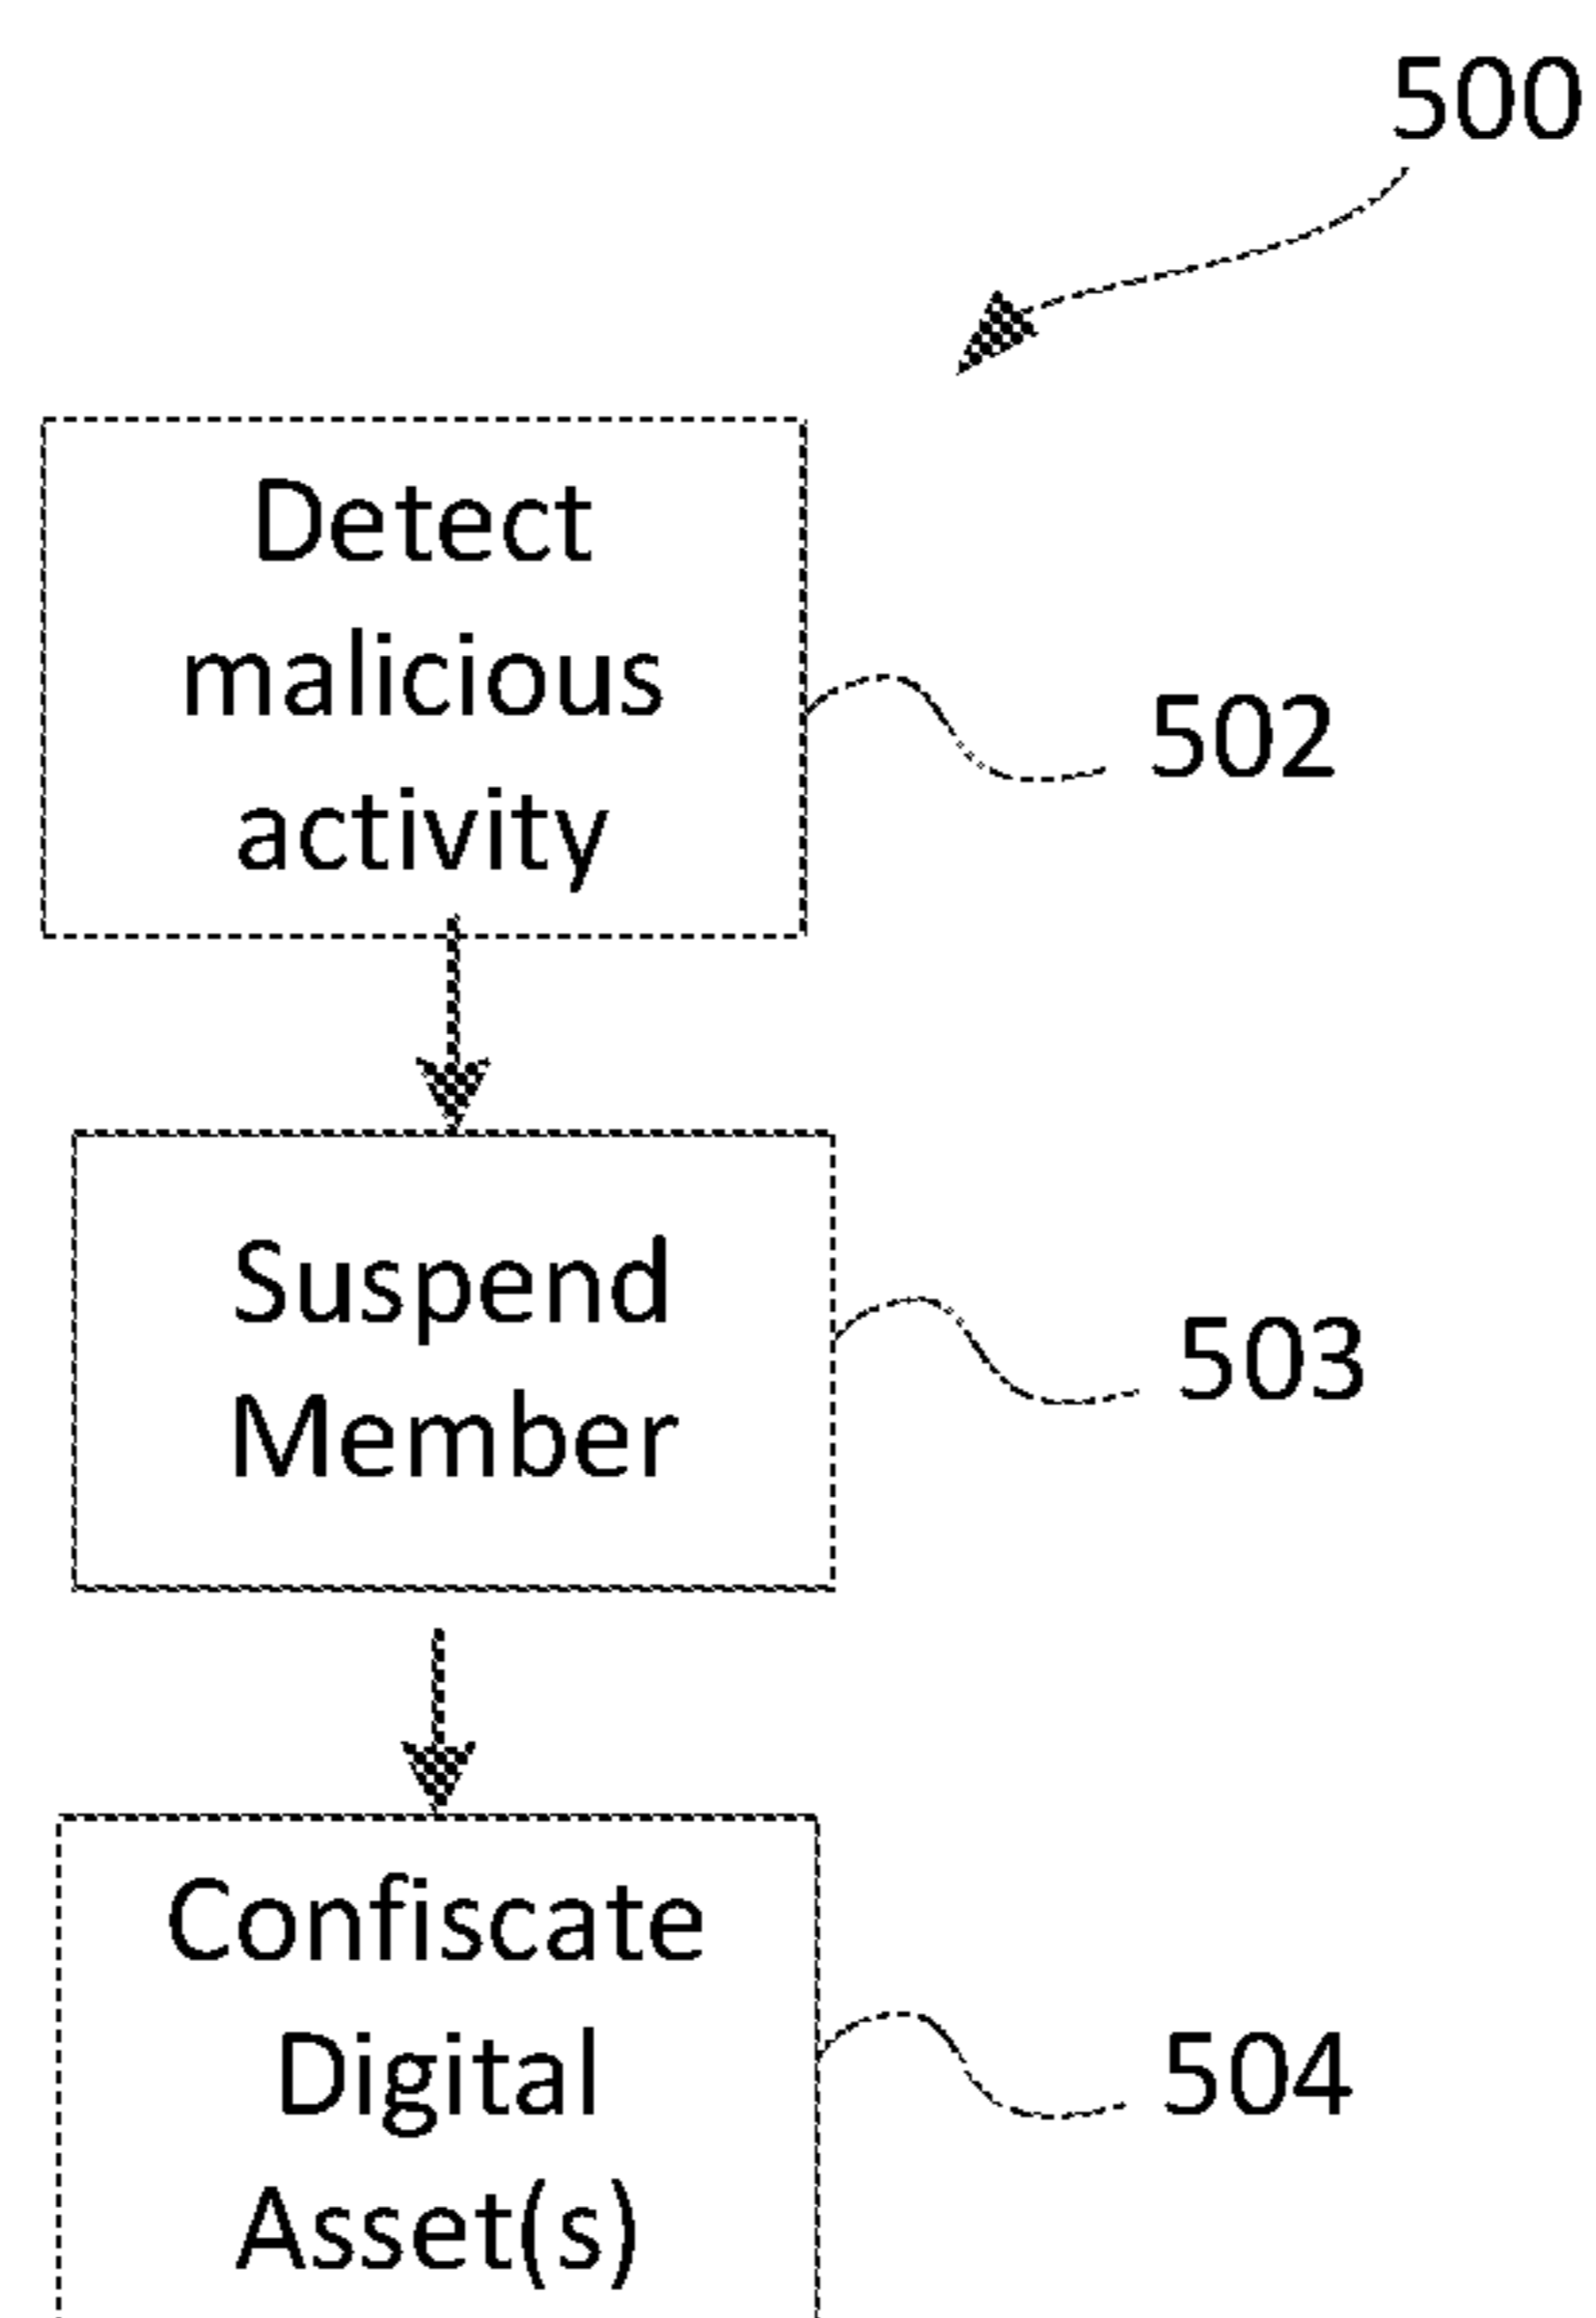 500
Detect
malicious
activity
502
Suspend
Member
503
Confiscate
Digital
Asset(s)
504